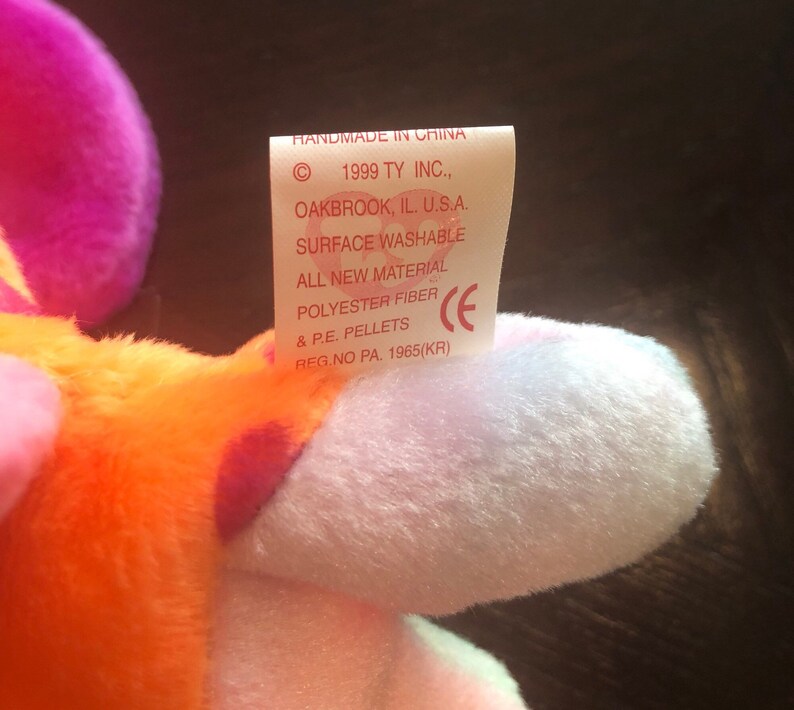 HANDMADE IN CHINA
© 1999 TY INC.,
OAKBROOK, IL. U.S.A.
SURFACE WASHABLE
ALL NEW MATERIAL
POLYESTER FIBER
& P.E. PELLETS
CE
REG.NO PA. 1965(KR)